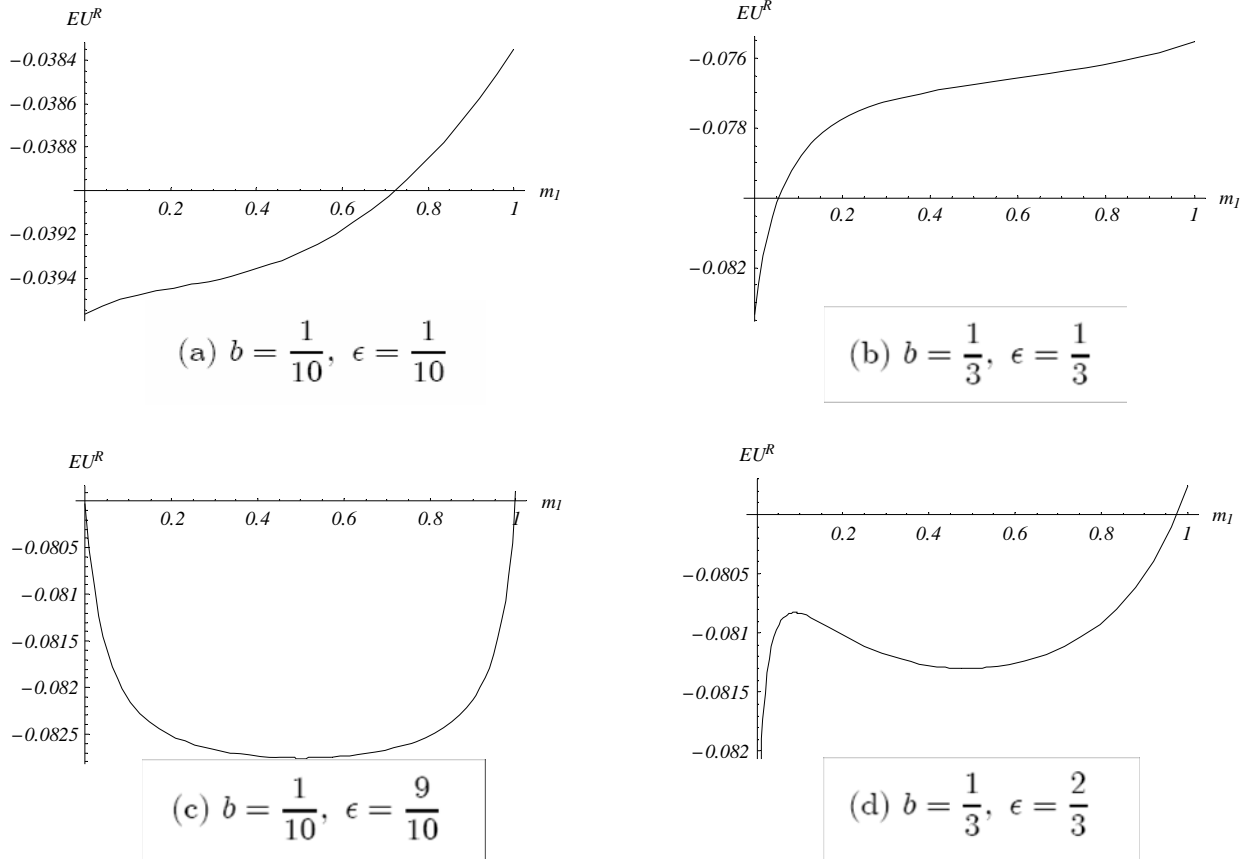 EU^R
−0.0384
−0.0386
−0.0388
0.2 0.4 0.6 0.8 1 m_1
−0.0392
−0.0394
(a) b = 1/10, ϵ = 1/10
EU^R
−0.076
−0.078
0.2 0.4 0.6 0.8 1 m_1
−0.082
(b) b = 1/3, ϵ = 1/3
EU^R
0.2 0.4 0.6 0.8 1 m_1
−0.0805
−0.081
−0.0815
−0.082
−0.0825
(c) b = 1/10, ϵ = 9/10
EU^R
0.2 0.4 0.6 0.8 1 m_1
−0.0805
−0.081
−0.0815
−0.082
(d) b = 1/3, ϵ = 2/3